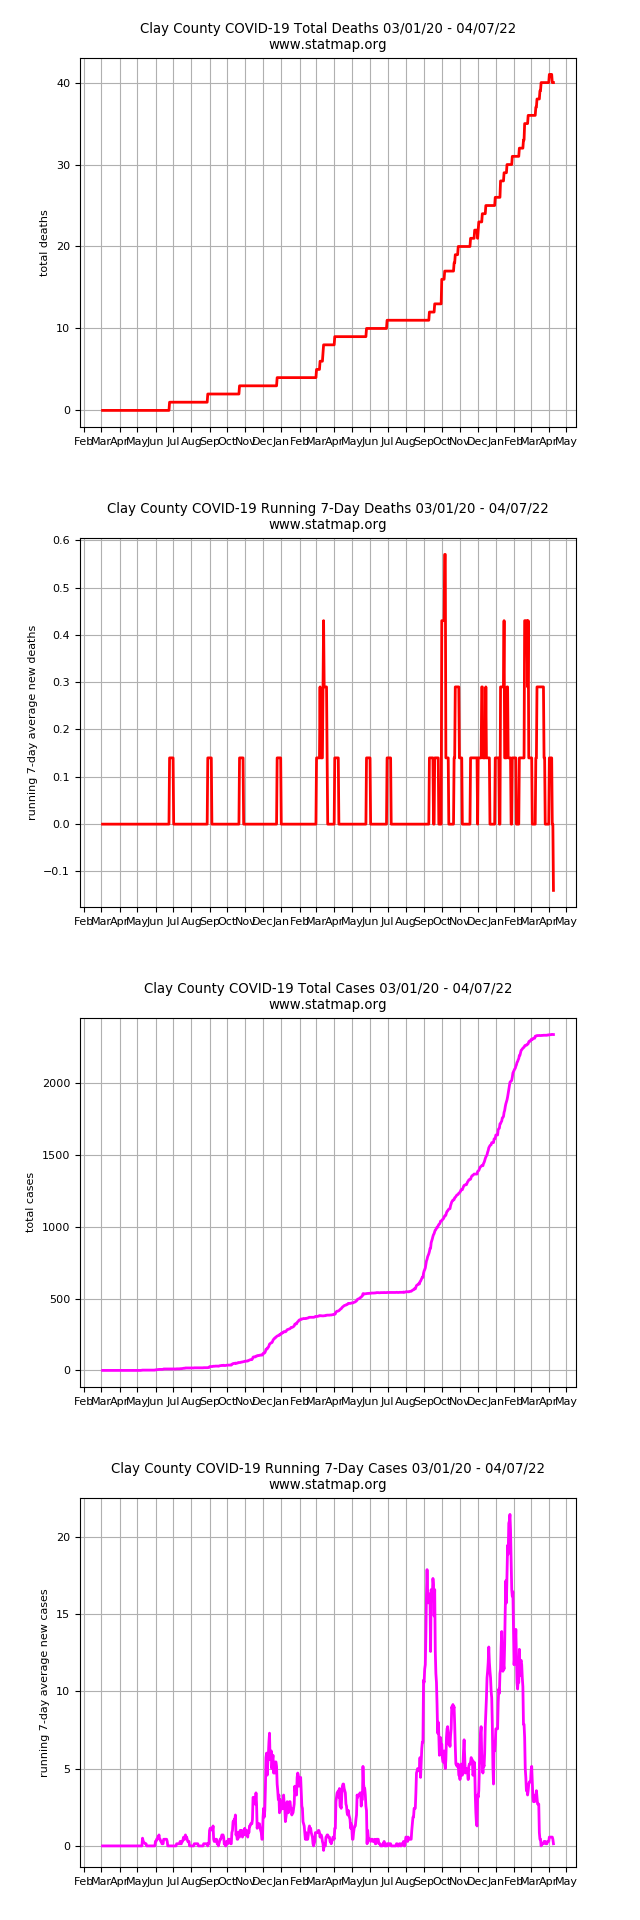 Clay County COVID-19 Total Deaths 03/01/20 - 04/07/22
www.statmap.org
total deaths
40
30
20
10
0
Feb Mar Apr May Jun Jul Aug Sep Oct Nov Dec Jan Feb Mar Apr May Jun Jul Aug Sep Oct Nov Dec Jan Feb Mar Apr May
Clay County COVID-19 Running 7-Day Deaths 03/01/20 - 04/07/22
www.statmap.org
running 7-day average new deaths
0.6
0.5
0.4
0.3
0.2
0.1
0.0
−0.1
Feb Mar Apr May Jun Jul Aug Sep Oct Nov Dec Jan Feb Mar Apr May Jun Jul Aug Sep Oct Nov Dec Jan Feb Mar Apr May
Clay County COVID-19 Total Cases 03/01/20 - 04/07/22
www.statmap.org
total cases
2000
1500
1000
500
0
Feb Mar Apr May Jun Jul Aug Sep Oct Nov Dec Jan Feb Mar Apr May Jun Jul Aug Sep Oct Nov Dec Jan Feb Mar Apr May
Clay County COVID-19 Running 7-Day Cases 03/01/20 - 04/07/22
www.statmap.org
running 7-day average new cases
20
15
10
5
0
Feb Mar Apr May Jun Jul Aug Sep Oct Nov Dec Jan Feb Mar Apr May Jun Jul Aug Sep Oct Nov Dec Jan Feb Mar Apr May